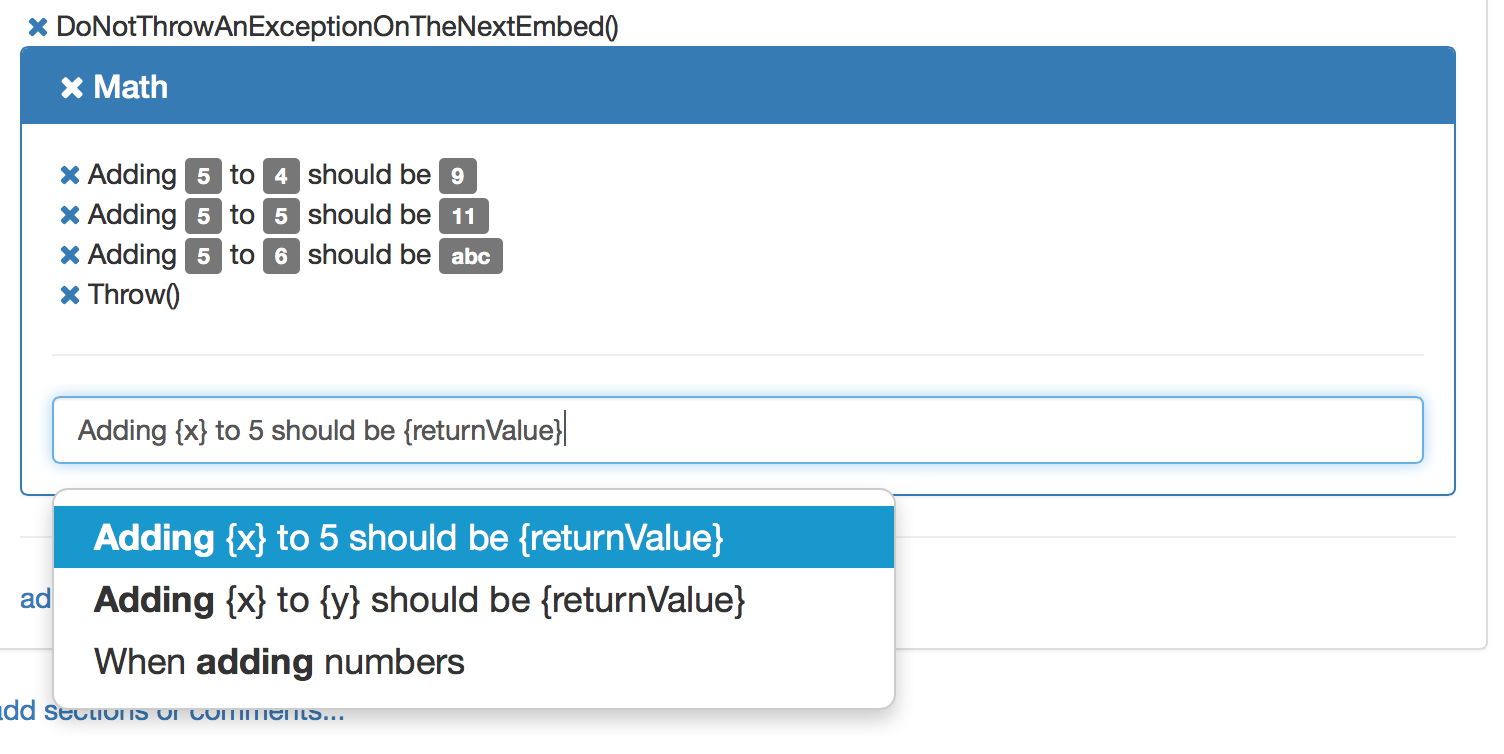 DoNotThrowAnExceptionOnTheNextEmbed()
Math
Adding 5 to 4 should be 9
Adding 5 to 5 should be 11
Adding 5 to 6 should be abc
Throw()
Adding {x} to 5 should be {returnValue}
Adding {x} to 5 should be {returnValue}
Adding {x} to {y} should be {returnValue}
When adding numbers
ad
add sections or comments...